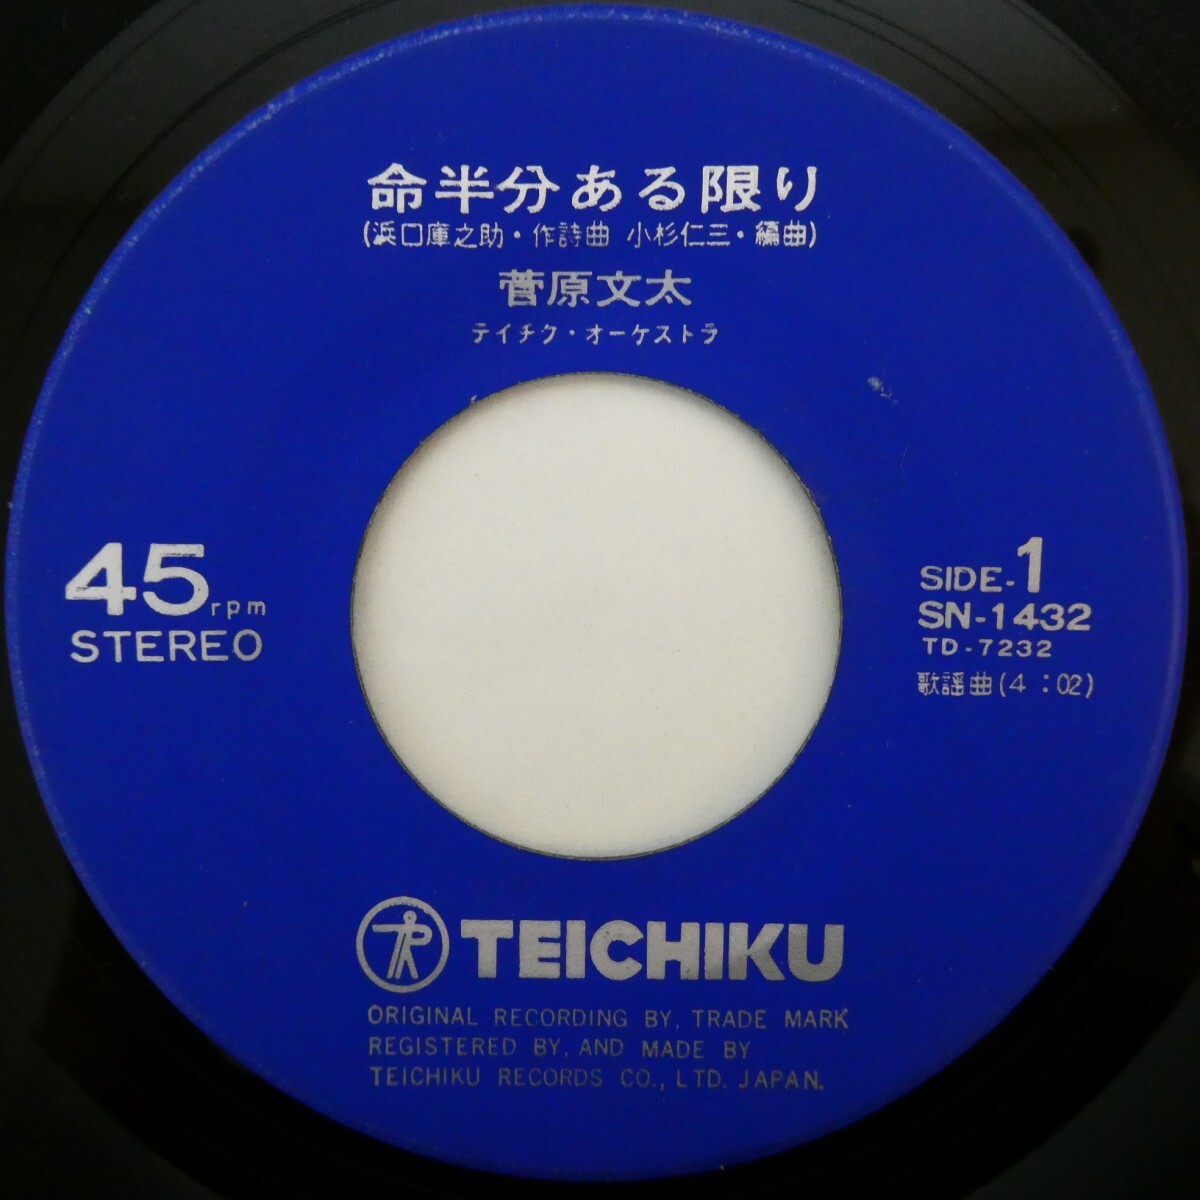 命半分ある限り
(浜口庫之助・作詩曲 小杉仁三・編曲)
菅原文太
テイチク・オーケストラ
45rpm
STEREO
SIDE-1
SN-1432
TD-7232
歌謡曲(4:02)
TEICHIKU
ORIGINAL RECORDING BY, TRADE MARK
REGISTERED BY, AND MADE BY
TEICHIKU RECORDS CO., LTD. JAPAN.